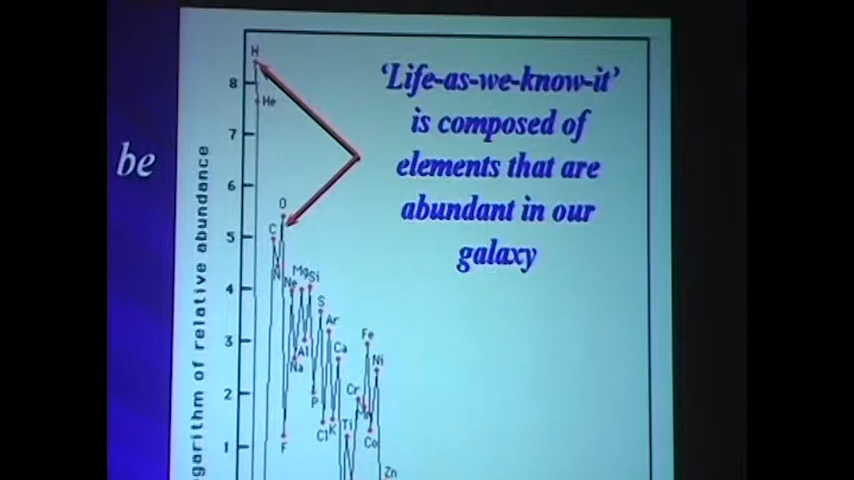 be
‘Life-as-we-know-it’
is composed of
elements that are
abundant in our
galaxy
garithm of relative abundance
8
7
6
5
4
3
2
1
H
He
O
C
N
Ne
Mg
Si
Al
Na
S
Ar
P
Cl
K
Ca
Ti
Cr
Fe
Ni
Co
F
Zn